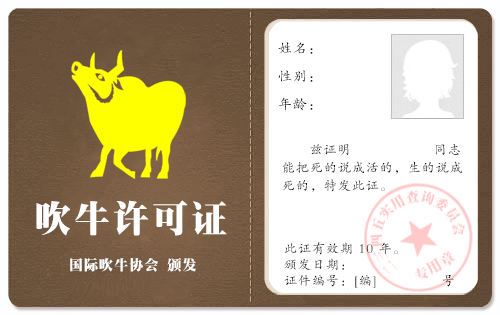 吹牛许可证
国际吹牛协会 颁发
姓名：
性别：
年龄：
兹证明 同志
能把死的说成活的，生的说成
死的，特发此证。
此证有效期 10 年。
颁发日期：
证件编号：[编] 号
四五实用查询委员会
专用章